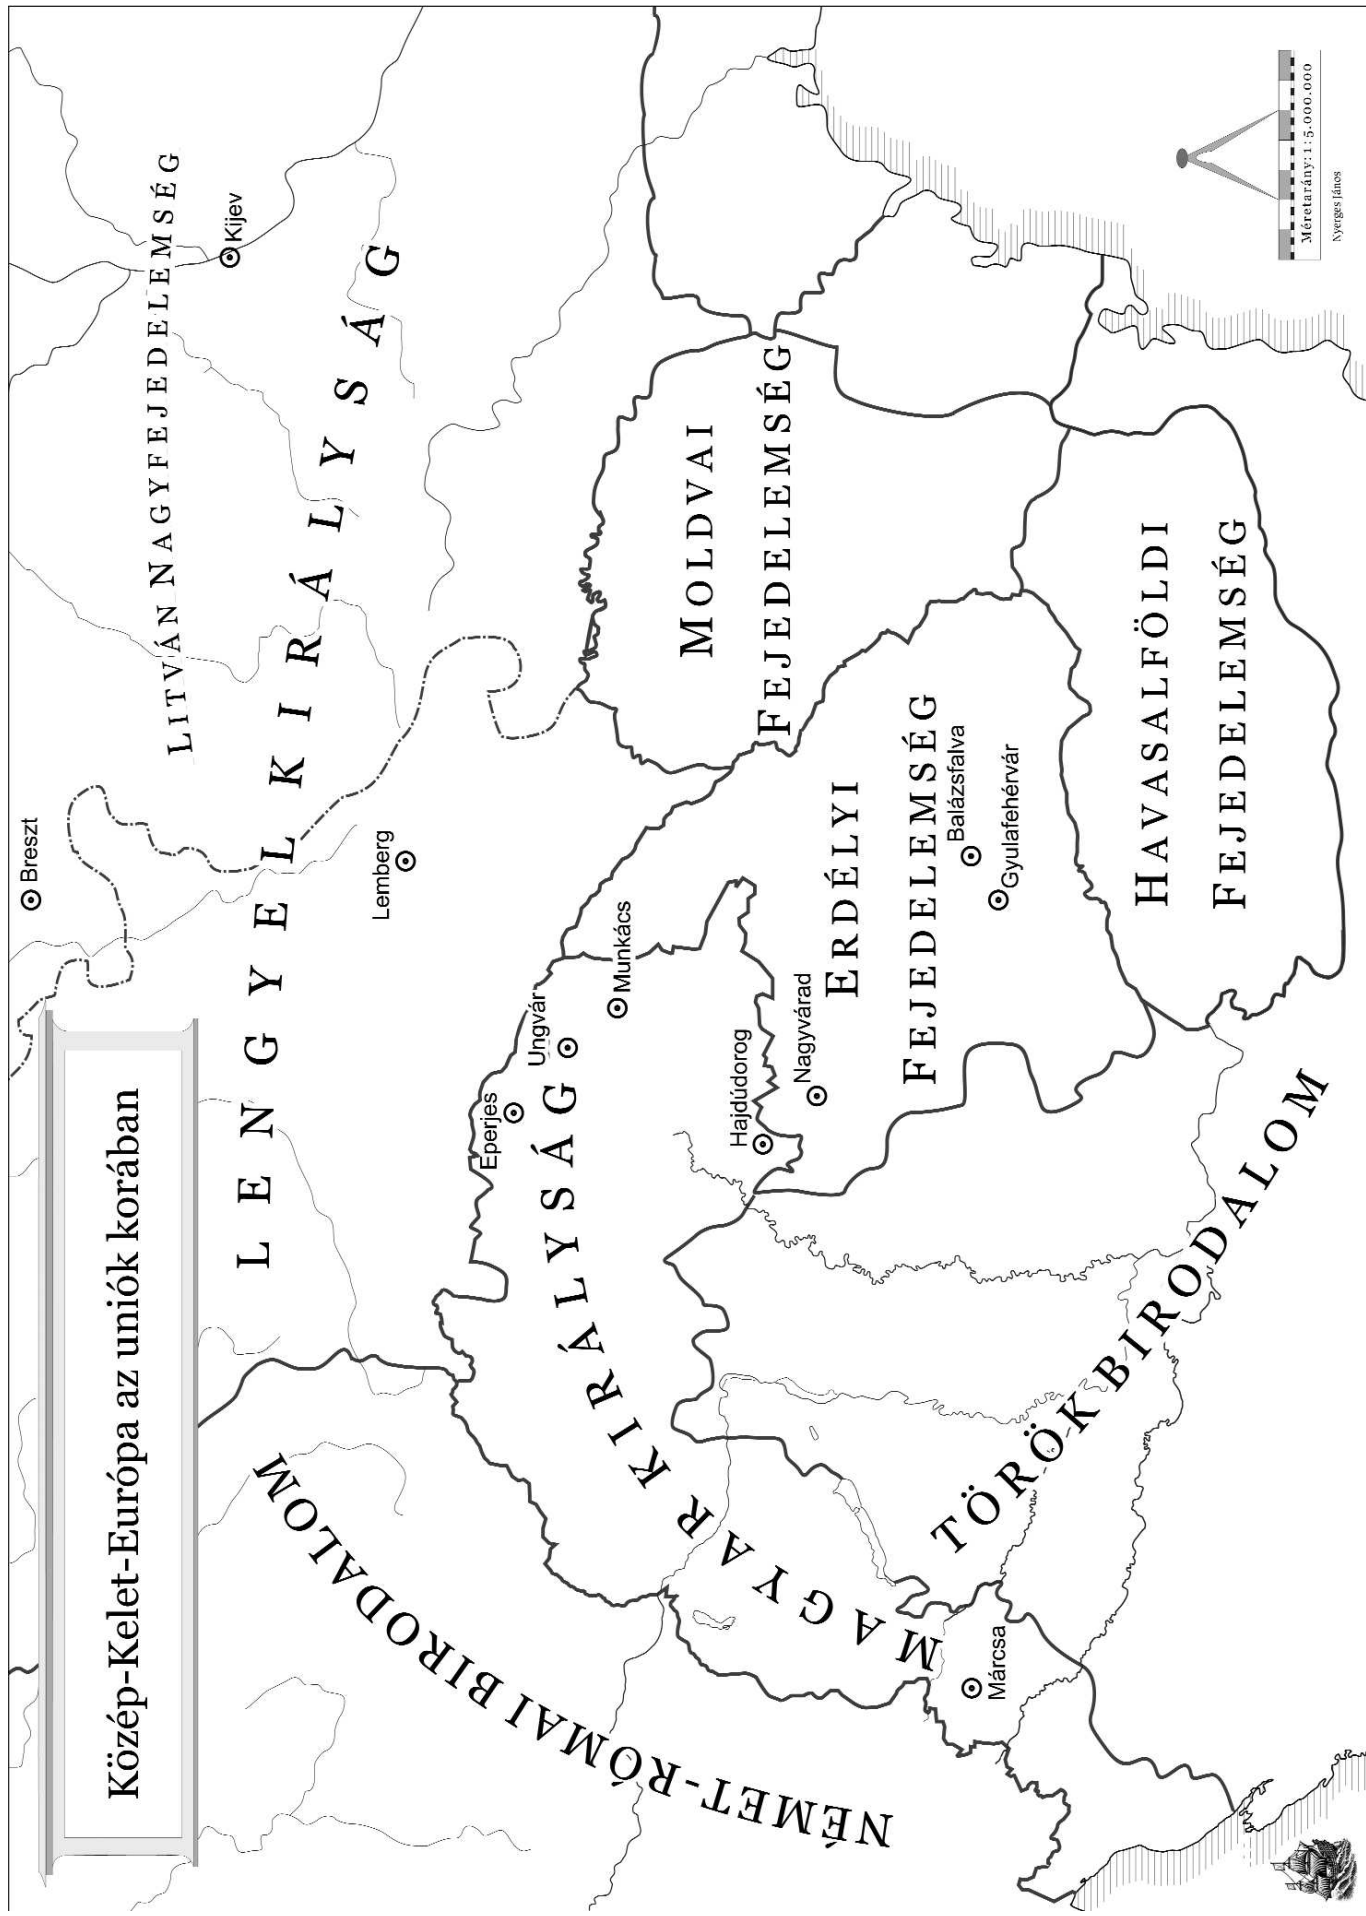 Közép-Kelet-Európa az uniók korában
Breszt
LITVÁN NAGYFEJEDELEMSÉG
Kijev
LENGYEL KIRÁLYSÁG
Lemberg
NÉMET-RÓMAI BIRODALOM
MAGYAR KIRÁLYSÁG
Eperjes
Ungvár
Munkács
Hajdúdorog
Nagyvárad
MOLDVAI
FEJEDELEMSÉG
ERDÉLYI
FEJEDELEMSÉG
Balázsfalva
Gyulafehérvár
Márcsa
TÖRÖK BIRODALOM
HAVASALFÖLDI
FEJEDELEMSÉG
Méretarány: 1:5.000.000
Nyerges János